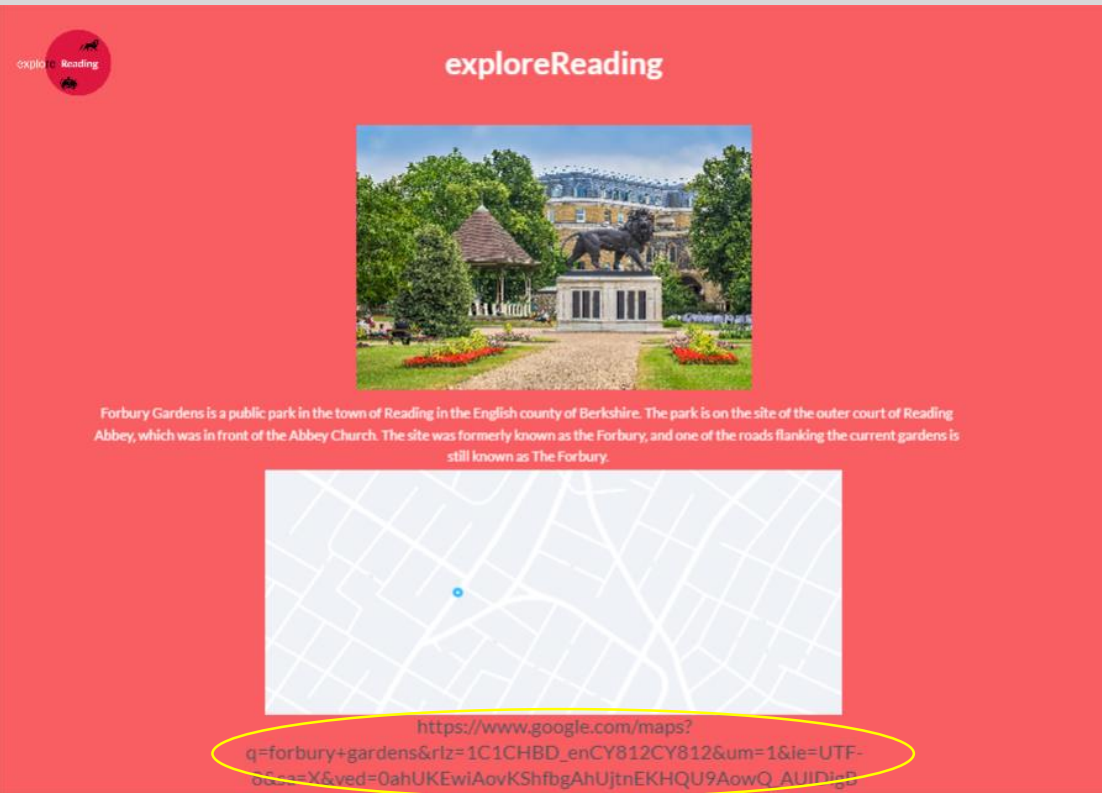 explore Reading
exploreReading
Forbury Gardens is a public park in the town of Reading in the English county of Berkshire. The park is on the site of the outer court of Reading
Abbey, which was in front of the Abbey Church. The site was formerly known as the Forbury, and one of the roads flanking the current gardens is
still known as The Forbury.
https://www.google.com/maps?
q=forbury+gardens&rlz=1C1CHBD_enCY812CY812&um=1&ie=UTF-
8&sa=X&ved=0ahUKEwiAovKShfbgAhUjtnEKHQU9AowQ_AUIDigB